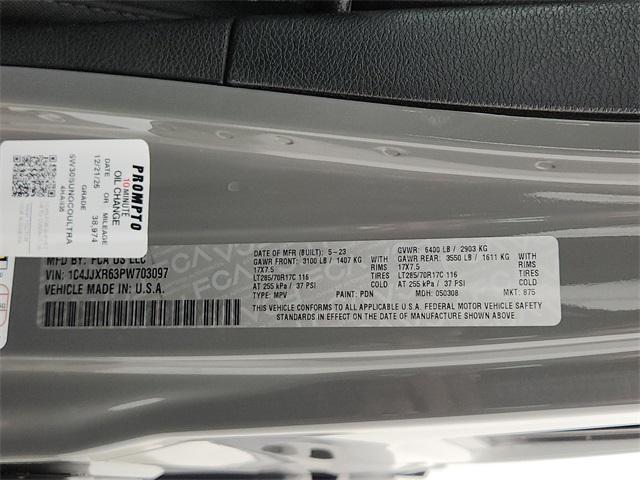 PROMPTO
10 MINUTE
OIL CHANGE
DATE OR MILEAGE
12/21/25 38,974
GRADE
5W30SUNOCOULTRA
MFD BY: FCA US LLC
VIN: 1C4JJXR63PW703097
VEHICLE MADE IN: U.S.A.
DATE OF MFR (BUILT): 5-23 GVWR: 6400 LB / 2903 KG
GAWR FRONT: 3100 LB / 1407 KG WITH GAWR REAR: 3550 LB / 1611 KG WITH
17X7.5 RIMS 17X7.5 RIMS
LT285/70R17C 116 LT285/70R17C 116
AT 255 kPa / 37 PSI COLD AT 255 kPa / 37 PSI COLD
TYPE: MPV PAINT: PDN MDH: 050308 MKT: 875
THIS VEHICLE CONFORMS TO ALL APPLICABLE U.S.A. FEDERAL MOTOR VEHICLE SAFETY
STANDARDS IN EFFECT ON THE DATE OF MANUFACTURE SHOWN ABOVE.